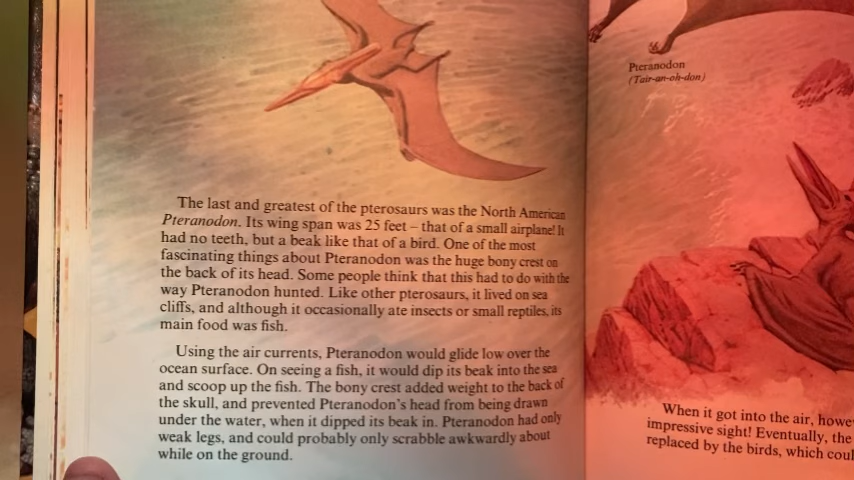 The last and greatest of the pterosaurs was the North American
Pteranodon. Its wing span was 25 feet – that of a small airplane! It
had no teeth, but a beak like that of a bird. One of the most
fascinating things about Pteranodon was the huge bony crest on
the back of its head. Some people think that this had to do with the
way Pteranodon hunted. Like other pterosaurs, it lived on sea
cliffs, and although it occasionally ate insects or small reptiles, its
main food was fish.
Using the air currents, Pteranodon would glide low over the
ocean surface. On seeing a fish, it would dip its beak into the sea
and scoop up the fish. The bony crest added weight to the back of
the skull, and prevented Pteranodon's head from being drawn
under the water, when it dipped its beak in. Pteranodon had only
weak legs, and could probably only scrabble awkwardly about
while on the ground.
Pteranodon
(Tair-an-oh-don)
When it got into the air, howe
impressive sight! Eventually, the
replaced by the birds, which coul